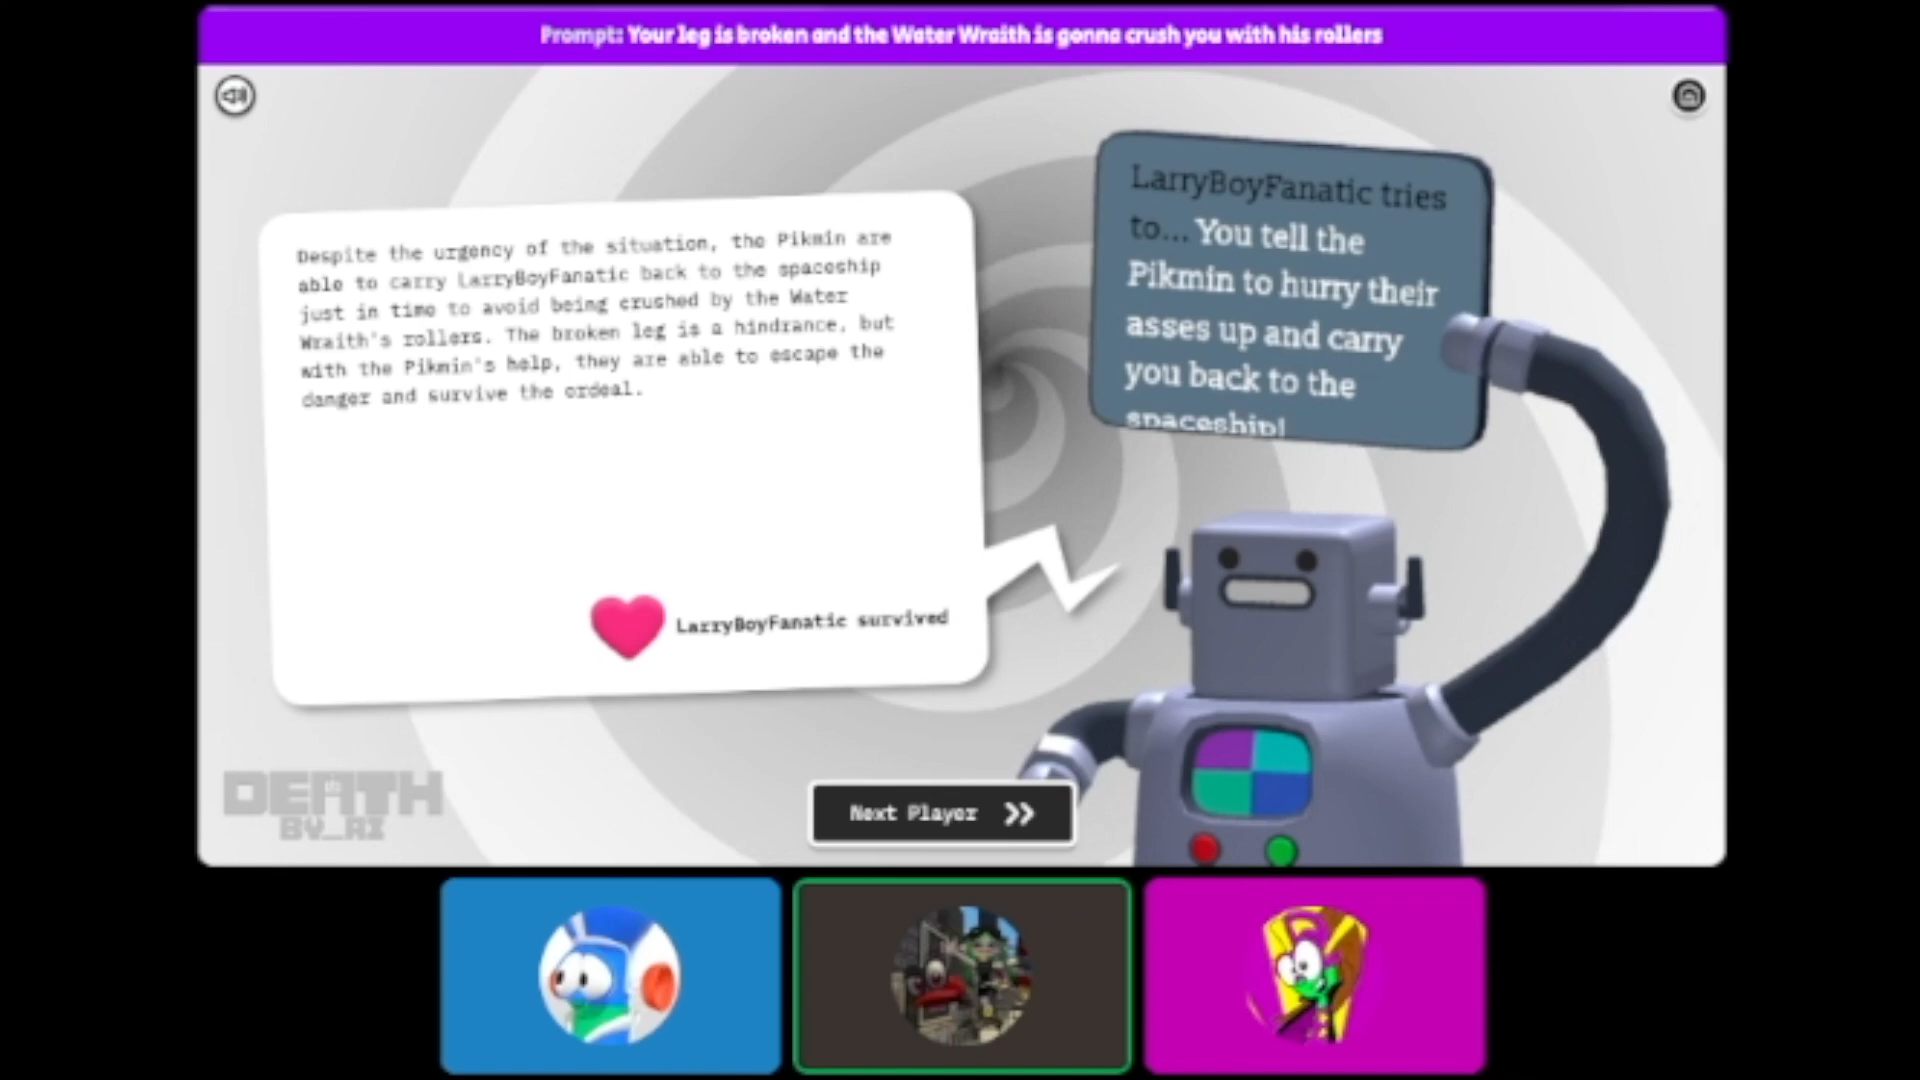 Prompt: Your leg is broken and the Water Wraith is gonna crush you with his rollers
LarryBoyFanatic tries
to... You tell the
Pikmin to hurry their
asses up and carry
you back to the
spaceship!
Despite the urgency of the situation, the Pikmin are
able to carry LarryBoyFanatic back to the spaceship
just in time to avoid being crushed by the Water
Wraith's rollers. The broken leg is a hindrance, but
with the Pikmin's help, they are able to escape the
danger and survive the ordeal.
LarryBoyFanatic survived
Next Player
DEATH
BY_AI